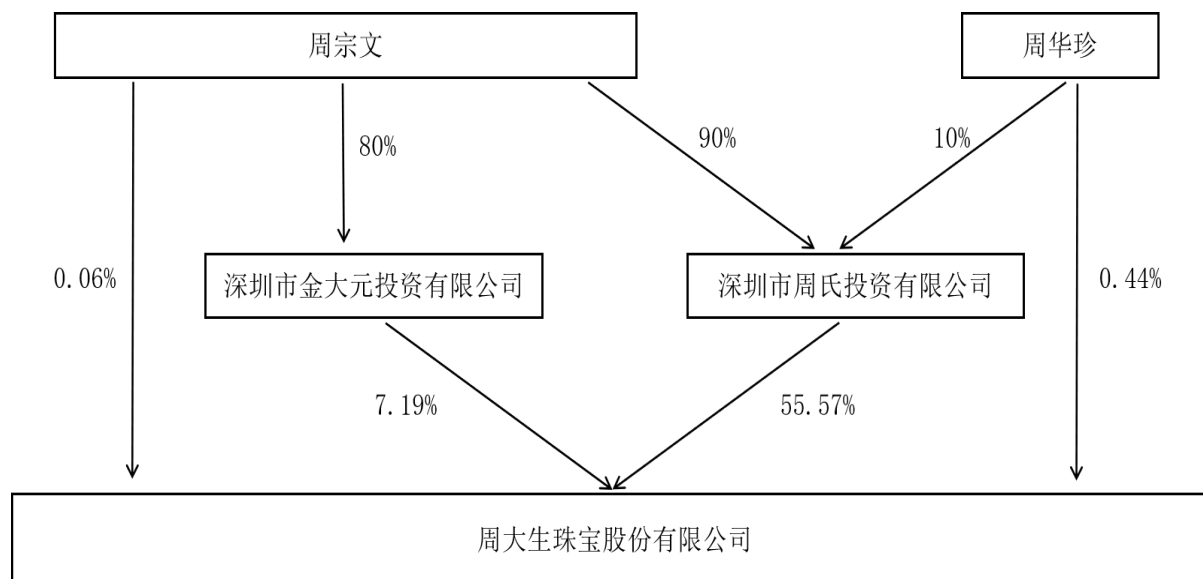 周宗文
周华珍
80%
90%
10%
0.06%
深圳市金大元投资有限公司
深圳市周氏投资有限公司
0.44%
7.19%
55.57%
周大生珠宝股份有限公司